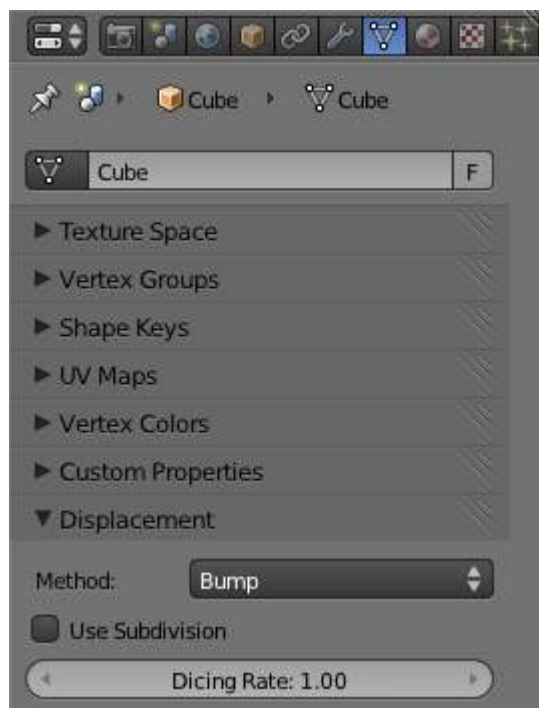 Cube Cube
Cube F
Texture Space
Vertex Groups
Shape Keys
UV Maps
Vertex Colors
Custom Properties
Displacement
Method: Bump
Use Subdivision
Dicing Rate: 1.00